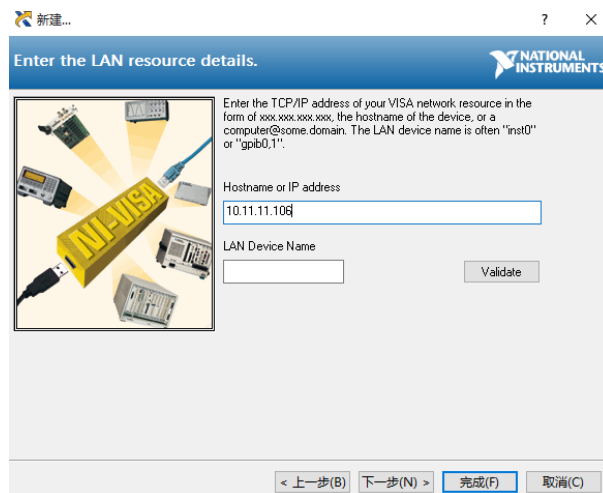 新建...
?
Enter the LAN resource details.
NATIONAL
INSTRUMENTS
NI-VISA
Enter the TCP/IP address of your VISA network resource in the
form of xxx.xxx.xxx.xxx, the hostname of the device, or a
computer@some.domain. The LAN device name is often "inst0"
or "gpib0,1".
Hostname or IP address
10.11.11.106
LAN Device Name
Validate
< 上一步(B)
下一步(N) >
完成(F)
取消(C)